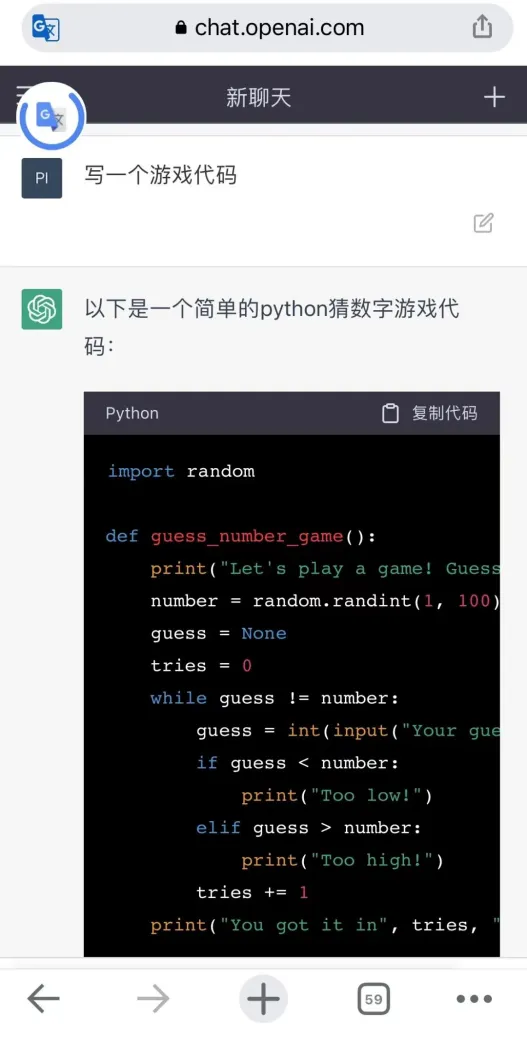 chat.openai.com
新聊天
PI
写一个游戏代码
以下是一个简单的python猜数字游戏代
码：
Python 复制代码
import random
def guess_number_game():
print("Let's play a game! Guess
number = random.randint(1, 100)
guess = None
tries = 0
while guess != number:
guess = int(input("Your gue
if guess < number:
print("Too low!")
elif guess > number:
print("Too high!")
tries += 1
print("You got it in", tries, "
59